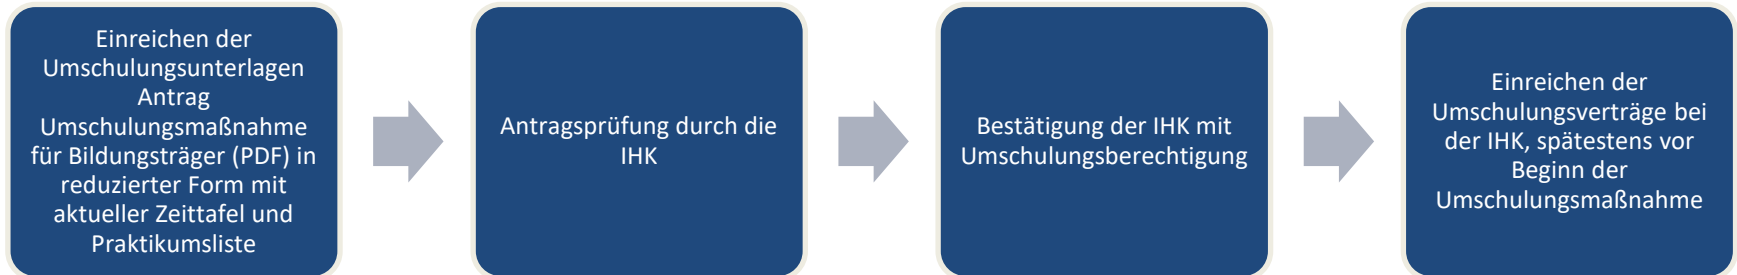 Einreichen der
Umschulungsunterlagen
Antrag
Umschulungsmaßnahme
für Bildungsträger (PDF) in
reduzierter Form mit
aktueller Zeittafel und
Praktikumsliste
Antragsprüfung durch die
IHK
Bestätigung der IHK mit
Umschulungsberechtigung
Einreichen der
Umschulungsverträge bei
der IHK, spätestens vor
Beginn der
Umschulungsmaßnahme